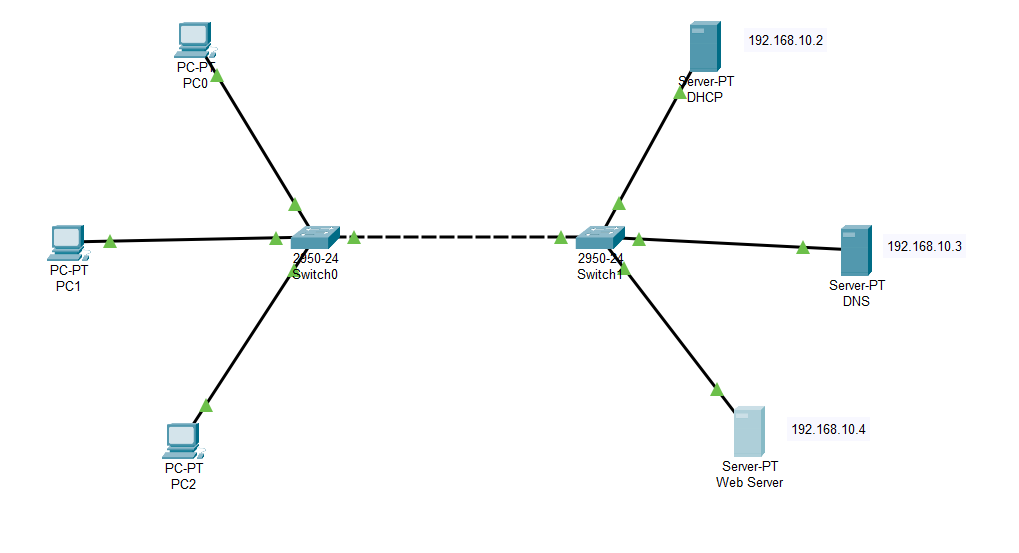 PC-PT
PC0
Server-PT
DHCP
192.168.10.2
PC-PT
PC1
2950-24
Switch0
2950-24
Switch1
192.168.10.3
Server-PT
DNS
PC-PT
PC2
192.168.10.4
Server-PT
Web Server